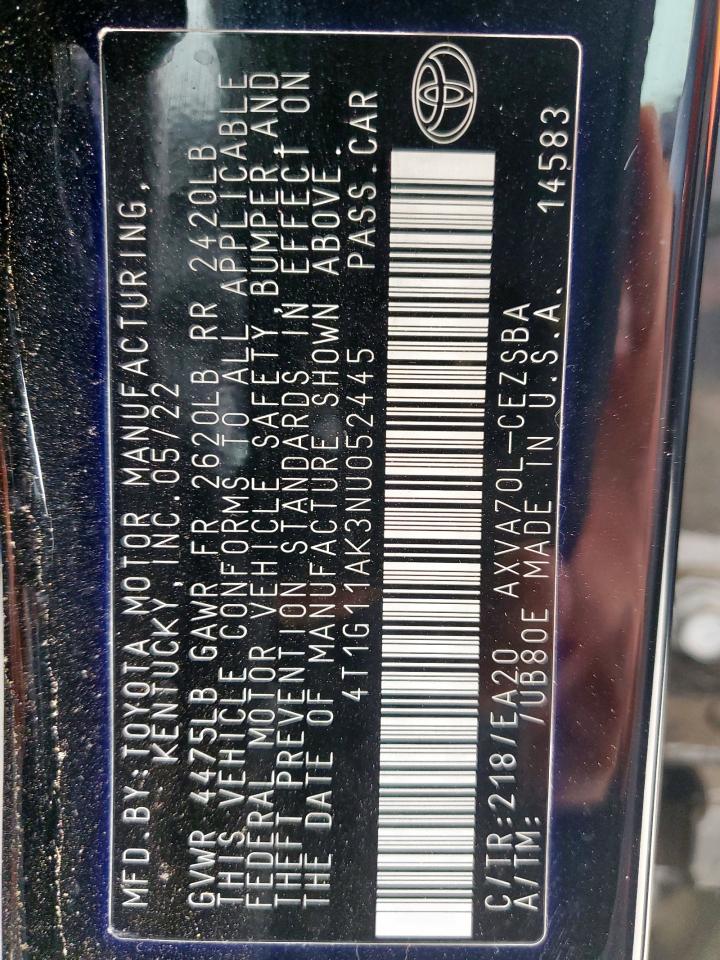 MFD.BY:TOYOTA MOTOR MANUFACTURING,
KENTUCKY,INC.05/22
GVWR 4475LB GAWR FR 2620LB RR 2420LB
THIS VEHICLE CONFORMS TO ALL APPLICABLE
FEDERAL MOTOR VEHICLE SAFETY,BUMPER,AND
THEFT PREVENTION STANDARDS IN EFFECT ON
THE DATE OF MANUFACTURE SHOWN ABOVE.
4T1G11AK3NU052445 PASS.CAR
C/TR:218/EA20 AXVA70L-CEZSBA
A/TM: /UB80E MADE IN U.S.A. 14583